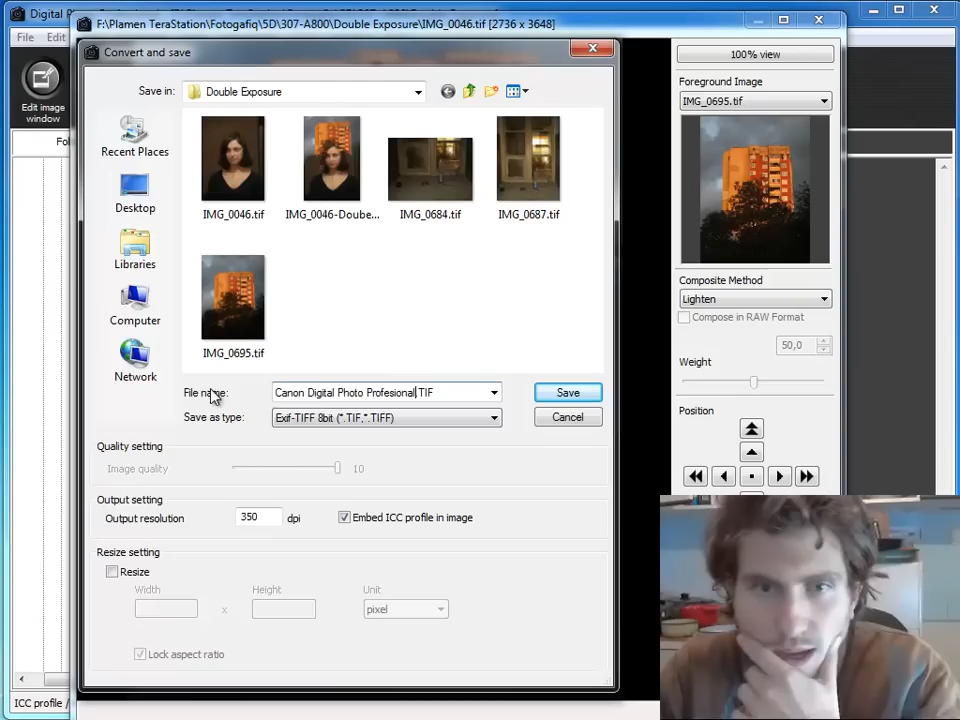 Digital
F:\Plamen TeraStation\Fotogafiq\5D\307-A800\Double Exposure\IMG_0046.tif [2736 x 3648]
File Edit
Convert and save
100% view
Save in: Double Exposure
Foreground Image
IMG_0695.tif
Edit image
window
Recent Places
Desktop
Libraries
Computer
Network
IMG_0046.tif
IMG_0046-Double...
IMG_0684.tif
IMG_0687.tif
IMG_0695.tif
Composite Method
Lighten
Compose in RAW Format
50,0
Weight
Position
File name: Canon Digital Photo Profesional.TIF Save
Save as type: Exif-TIFF 8bit (*.TIF,*.TIFF) Cancel
Quality setting
Image quality 10
Output setting
Output resolution 350 dpi Embed ICC profile in image
Resize setting
Resize
Width Height Unit
x pixel
Lock aspect ratio
ICC profile /